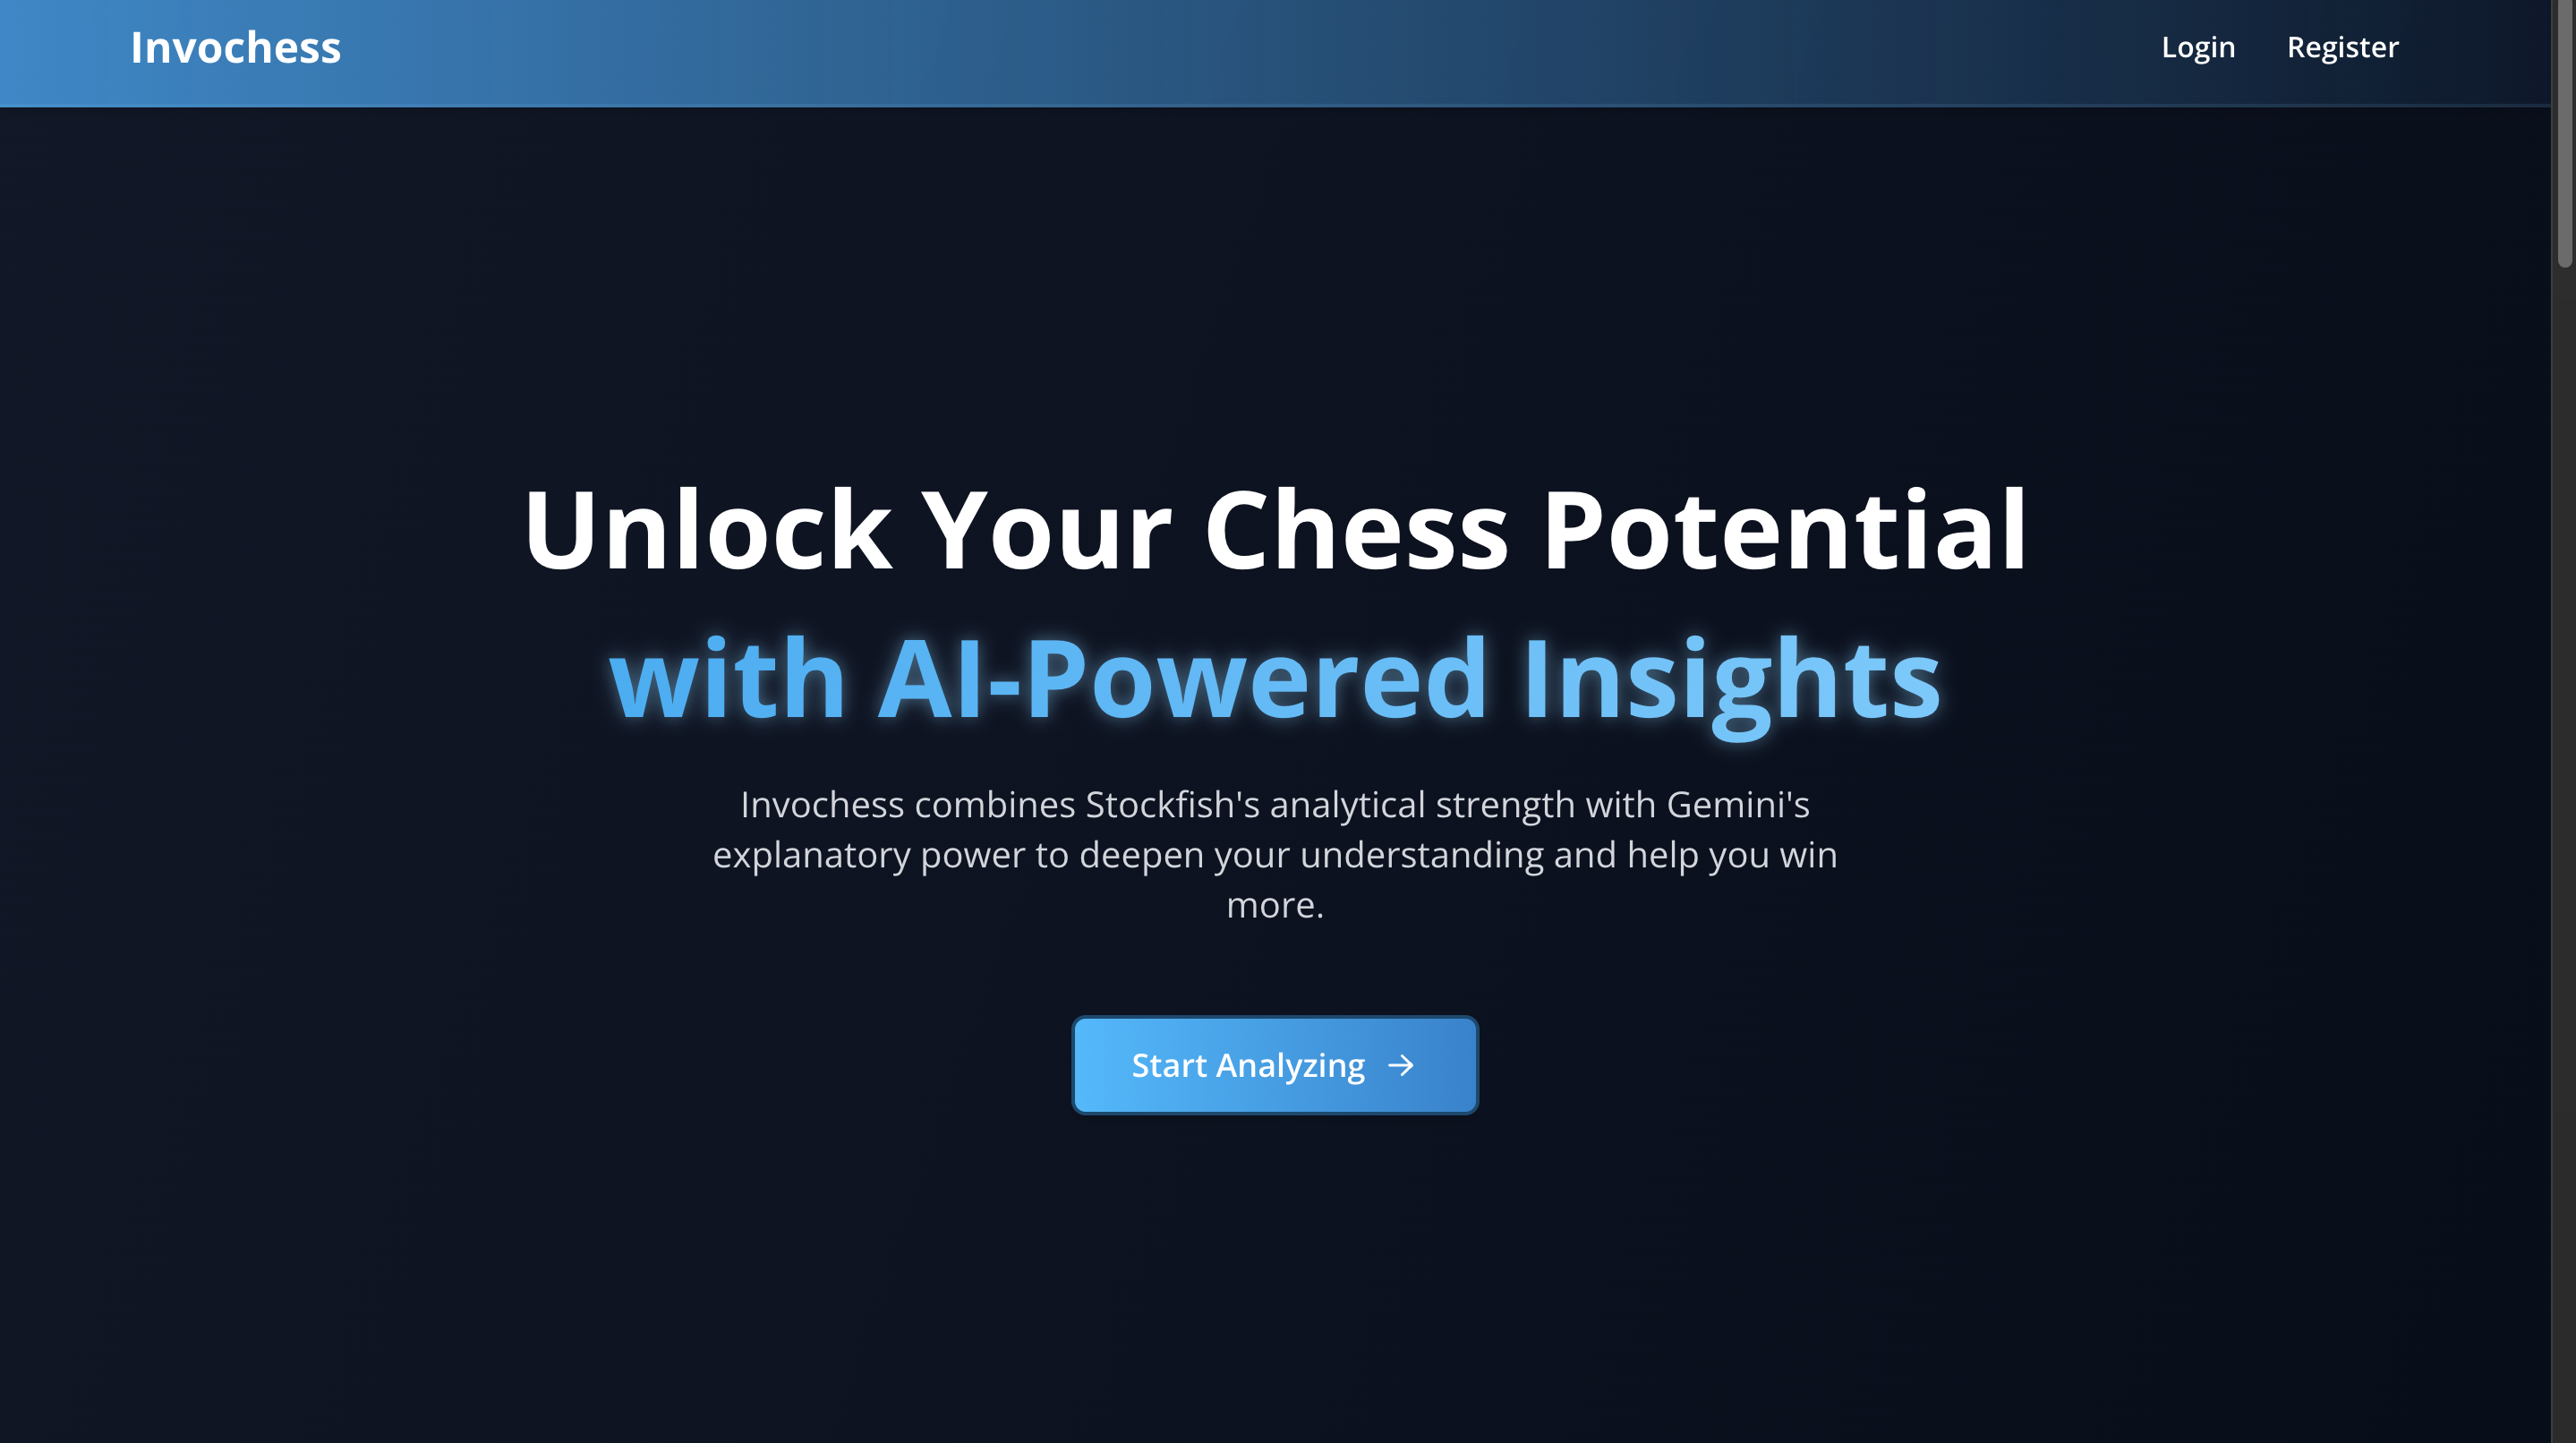 Invochess
Login
Register
Unlock Your Chess Potential
with AI-Powered Insights
Invochess combines Stockfish's analytical strength with Gemini's
explanatory power to deepen your understanding and help you win
more.
Start Analyzing →